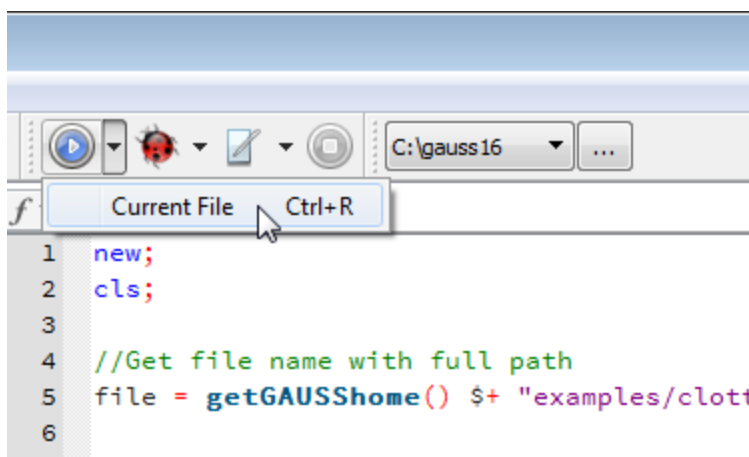 C:\gauss16 ...
Current File Ctrl+R
f
1 new;
2 cls;
3
4 //Get file name with full path
5 file = getGAUSShome() $+ "examples/clott
6